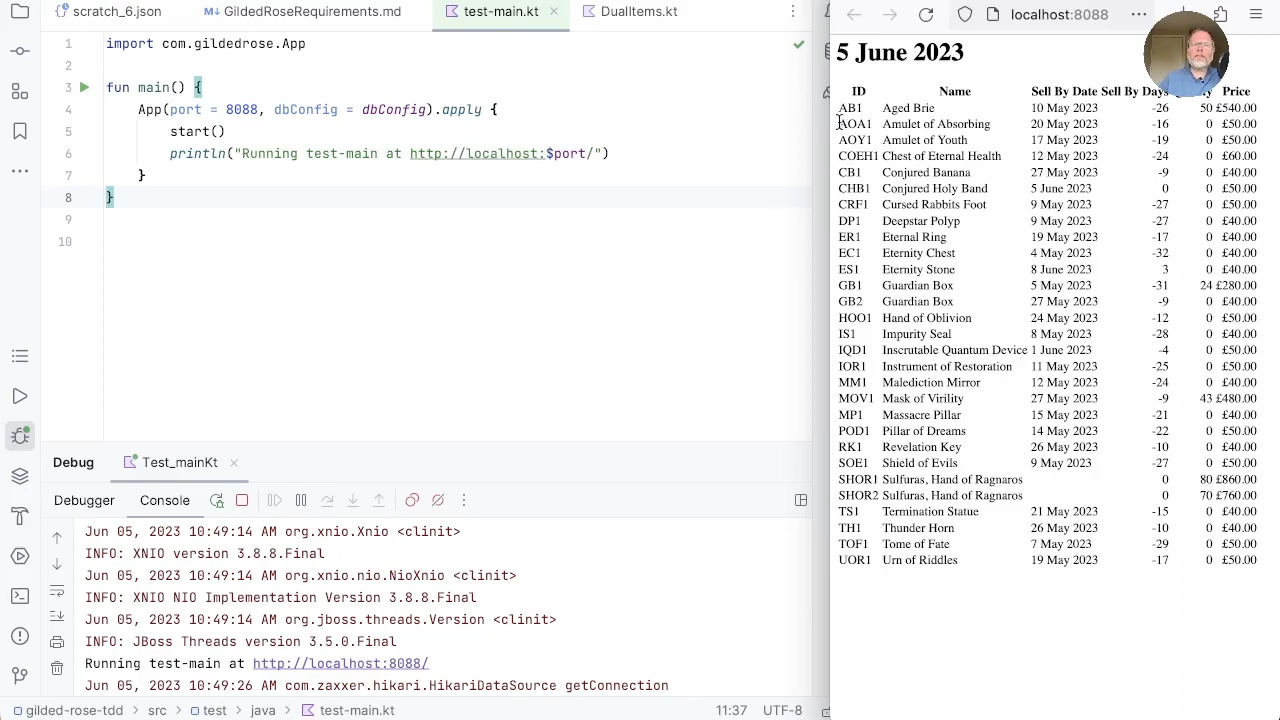 scratch_6.json
GildedRoseRequirements.md
test-main.kt
DualItems.kt
1 import com.gildedrose.App
2
3 fun main() {
4 App(port = 8088, dbConfig = dbConfig).apply {
5 start()
6 println("Running test-main at http://localhost:$port/")
7 }
8 }
9
10
Debug
Test_mainKt
Debugger
Console
Jun 05, 2023 10:49:14 AM org.xnio.Xnio <clinit>
INFO: XNIO version 3.8.8.Final
Jun 05, 2023 10:49:14 AM org.xnio.nio.NioXnio <clinit>
INFO: XNIO NIO Implementation Version 3.8.8.Final
Jun 05, 2023 10:49:14 AM org.jboss.threads.Version <clinit>
INFO: JBoss Threads version 3.5.0.Final
Running test-main at http://localhost:8088/
Jun 05, 2023 10:49:26 AM com.zaxxer.hikari.HikariDataSource getConnection
gilded-rose-tdd > src > test > java > test-main.kt
11:37 UTF-8
localhost:8088
5 June 2023
ID Name Sell By Date Sell By Days Price
AB1 Aged Brie 10 May 2023 -26 50 £540.00
AOA1 Amulet of Absorbing 20 May 2023 -16 0 £50.00
AOY1 Amulet of Youth 17 May 2023 -19 0 £50.00
COEH1 Chest of Eternal Health 12 May 2023 -24 0 £60.00
CB1 Conjured Banana 27 May 2023 -9 0 £40.00
CHB1 Conjured Holy Band 5 June 2023 0 0 £50.00
CRF1 Cursed Rabbits Foot 9 May 2023 -27 0 £50.00
DP1 Deepstar Polyp 9 May 2023 -27 0 £40.00
ER1 Eternal Ring 19 May 2023 -17 0 £40.00
EC1 Eternity Chest 4 May 2023 -32 0 £40.00
ES1 Eternity Stone 8 June 2023 3 0 £40.00
GB1 Guardian Box 5 May 2023 -31 24 £280.00
GB2 Guardian Box 27 May 2023 -9 0 £40.00
HOO1 Hand of Oblivion 24 May 2023 -12 0 £50.00
IS1 Impurity Seal 8 May 2023 -28 0 £40.00
IQD1 Inscrutable Quantum Device 1 June 2023 -4 0 £50.00
IOR1 Instrument of Restoration 11 May 2023 -25 0 £50.00
MM1 Malediction Mirror 12 May 2023 -24 0 £40.00
MOV1 Mask of Virility 27 May 2023 -9 43 £480.00
MP1 Massacre Pillar 15 May 2023 -21 0 £40.00
POD1 Pillar of Dreams 14 May 2023 -22 0 £50.00
RK1 Revelation Key 26 May 2023 -10 0 £40.00
SOE1 Shield of Evils 9 May 2023 -27 0 £50.00
SHOR1 Sulfuras, Hand of Ragnaros 0 80 £860.00
SHOR2 Sulfuras, Hand of Ragnaros 0 70 £760.00
TS1 Termination Statue 21 May 2023 -15 0 £40.00
TH1 Thunder Horn 26 May 2023 -10 0 £40.00
TOF1 Tome of Fate 7 May 2023 -29 0 £50.00
UOR1 Urn of Riddles 19 May 2023 -17 0 £50.00